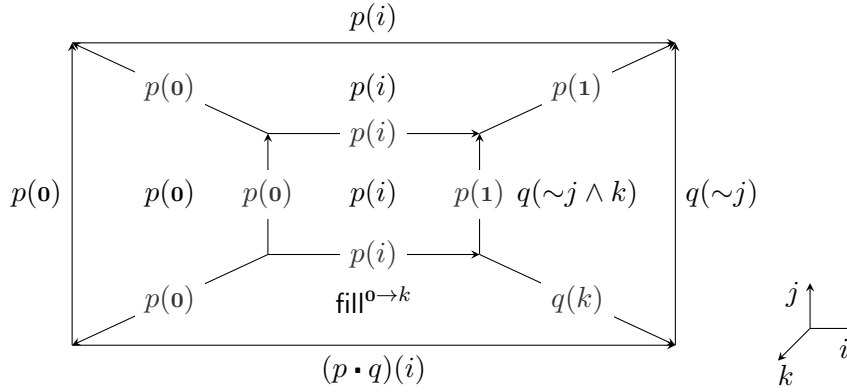 p(i)
p(𝟎) p(i) p(𝟏)
p(i)
p(𝟎) p(𝟎) p(𝟎) p(i) p(𝟏) q(∼j ∧ k) q(∼j)
p(i)
p(𝟎) fill^{𝟎→k} q(k)
(p ▪ q)(i)
j
i
k